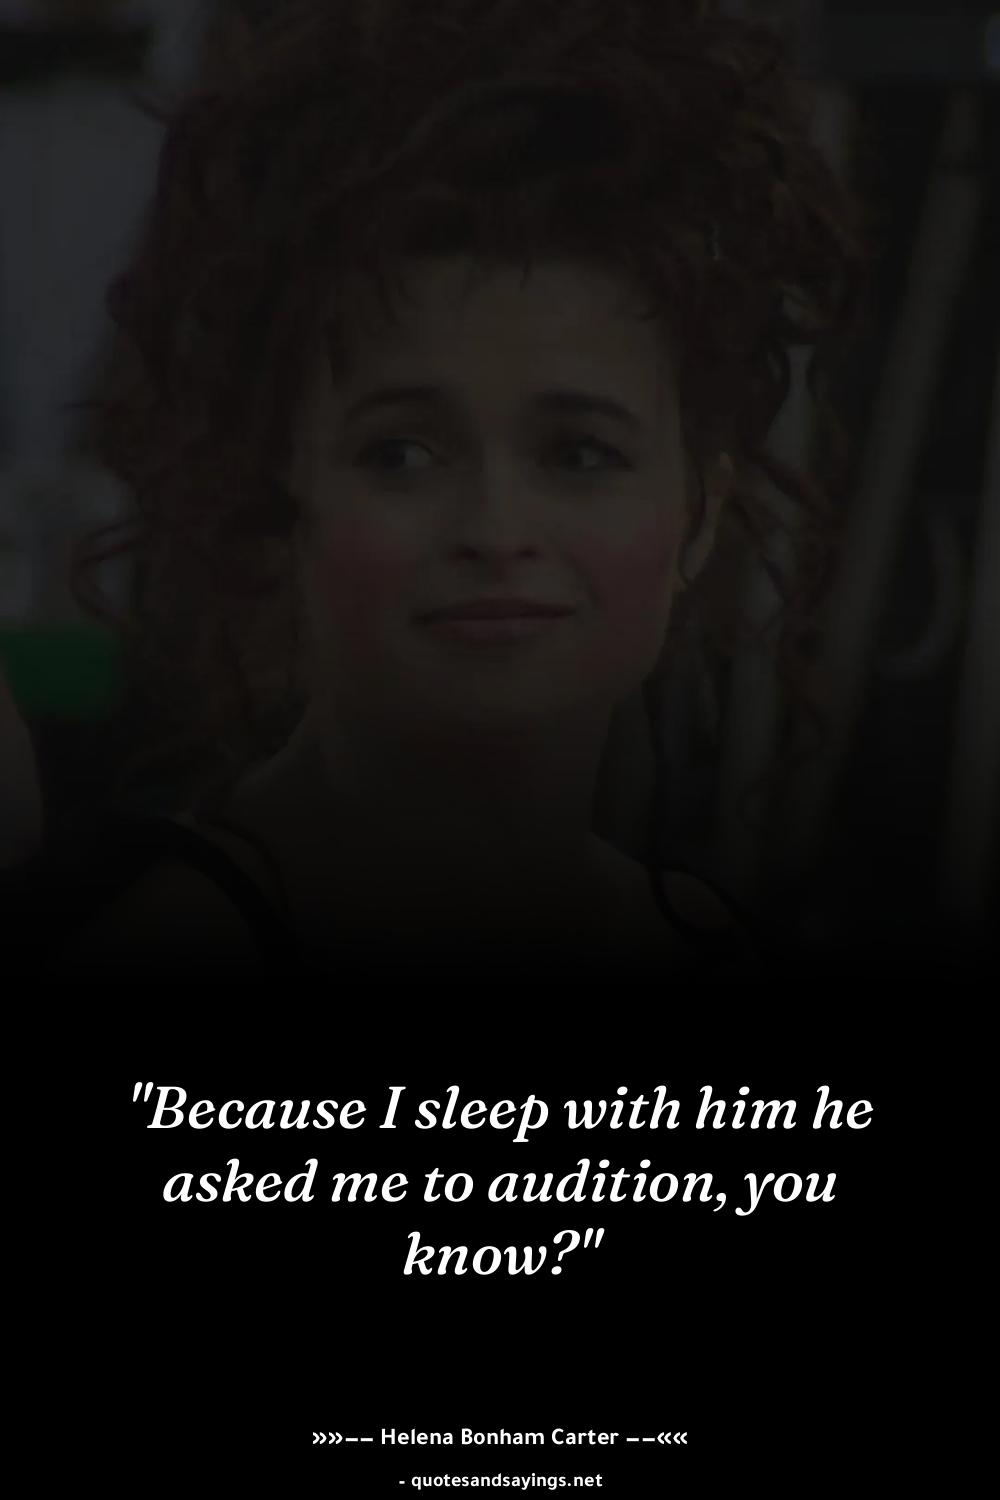 "Because I sleep with him he
asked me to audition, you
know?"
»»–– Helena Bonham Carter ––««
- quotesandsayings.net